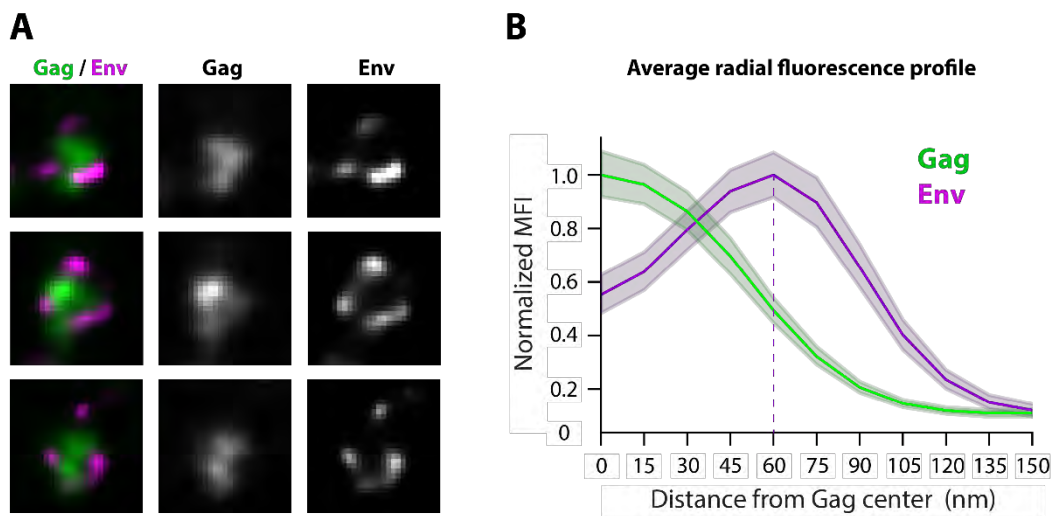 A
Gag / Env
Gag
Env
B
Average radial fluorescence profile
Gag
Env
Normalized MFI
1.0
0.8
0.6
0.4
0.2
0
0 15 30 45 60 75 90 105 120 135 150
Distance from Gag center (nm)